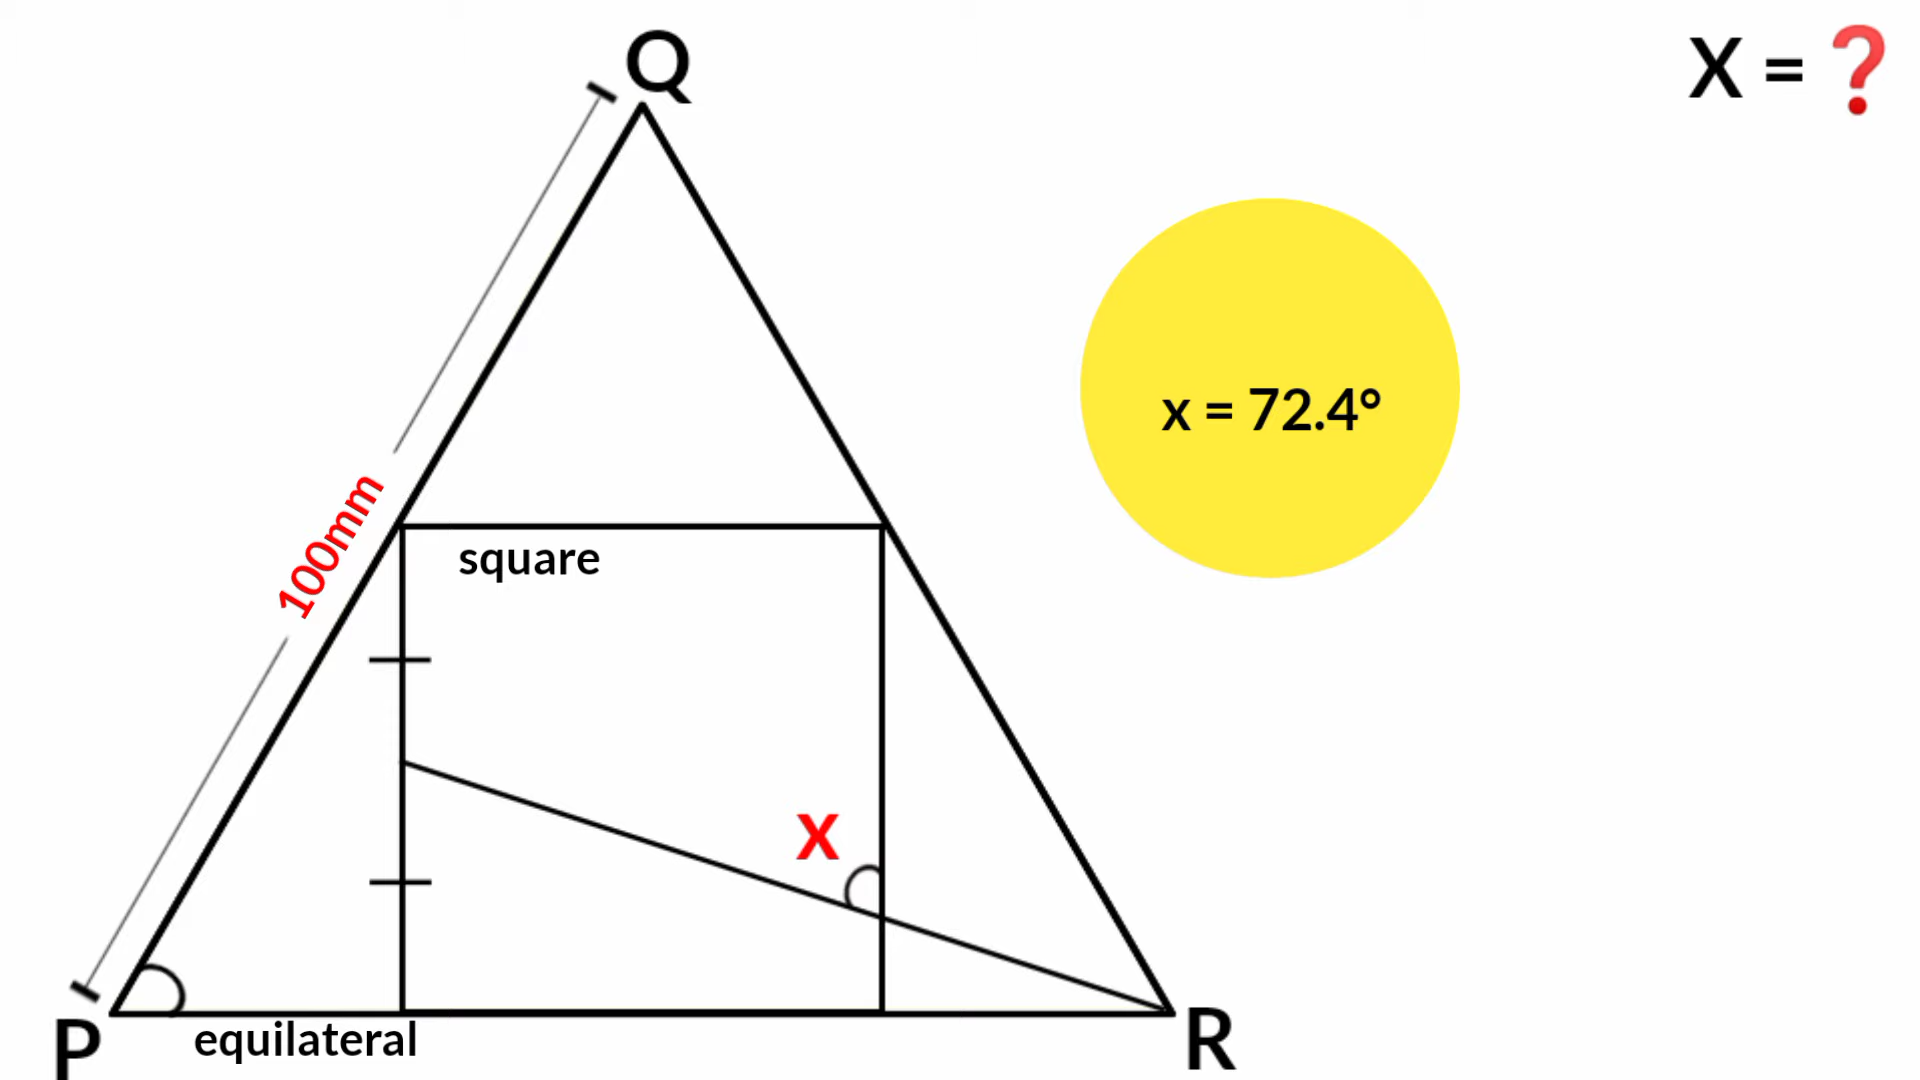 Q
X = ❓
x = 72.4°
100mm
square
X
P
equilateral
R